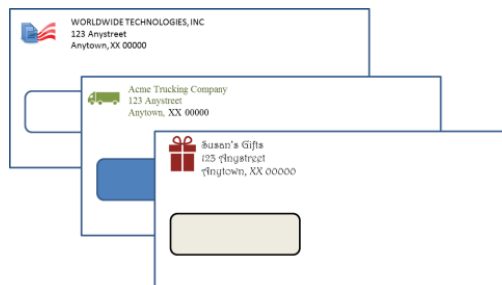 WORLDWIDE TECHNOLOGIES, INC
123 Anystreet
Anytown, XX 00000
Acme Trucking Company
123 Anystreet
Anytown, XX 00000
Susan's Gifts
123 Anystreet
Anytown, XX 00000